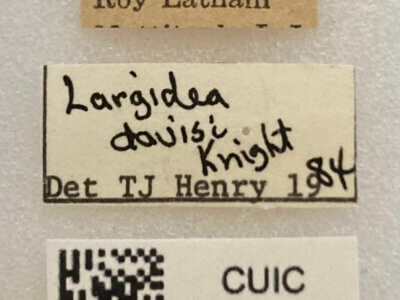 Roy Latham
Largidea
davisi
Knight
Det TJ Henry 1984
CUIC